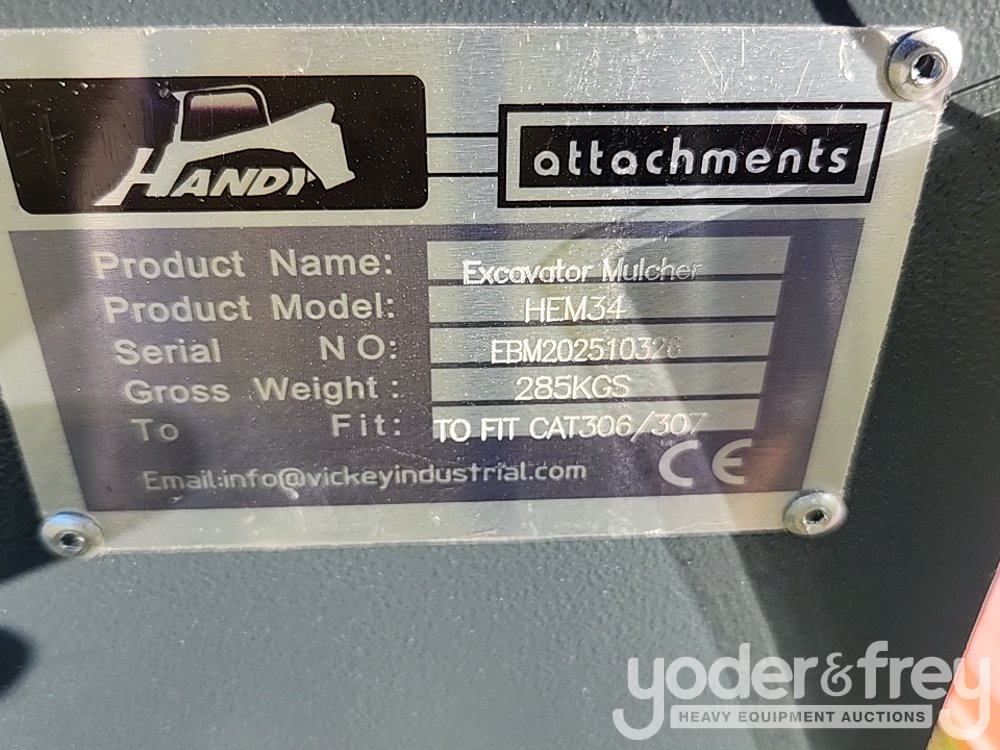 HANDY
attachments
Product Name: Excavator Mulcher
Product Model: HEM34
Serial NO:
Gross Weight: 285KGS
To Fit: TO FIT CAT306/307
Email:info@vickeyindustrial.com
CE
yoder&frey
HEAVY EQUIPMENT AUCTIONS